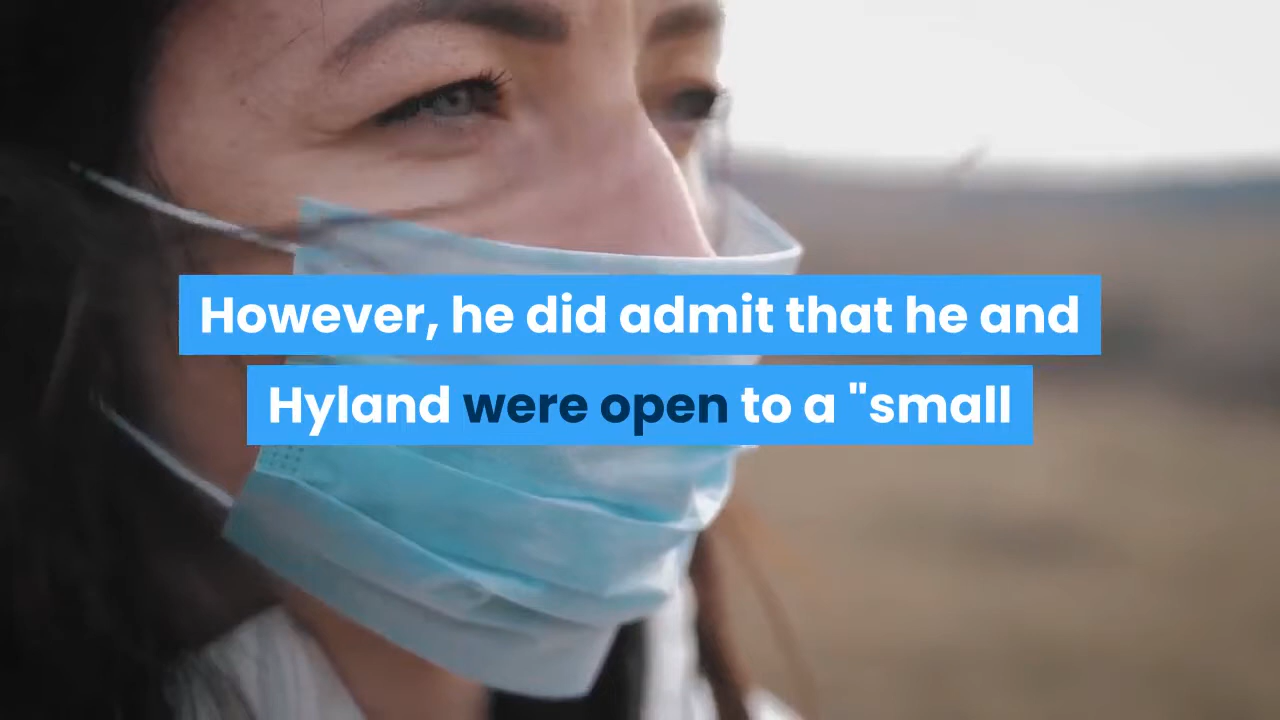 However, he did admit that he and
Hyland were open to a "small